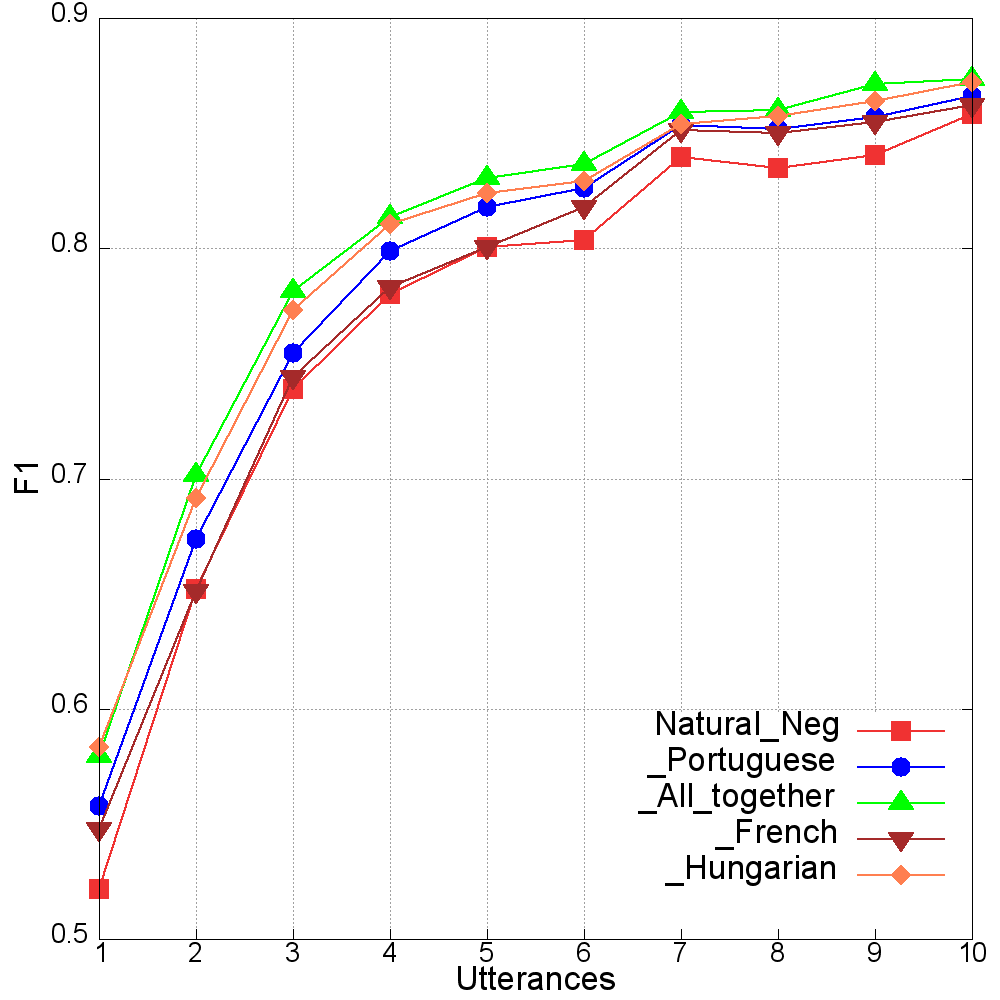 0.9
0.8
0.7
0.6
0.5
F1
Natural_Neg
_Portuguese
_All_together
_French
_Hungarian
1 2 3 4 5 6 7 8 9 10
Utterances